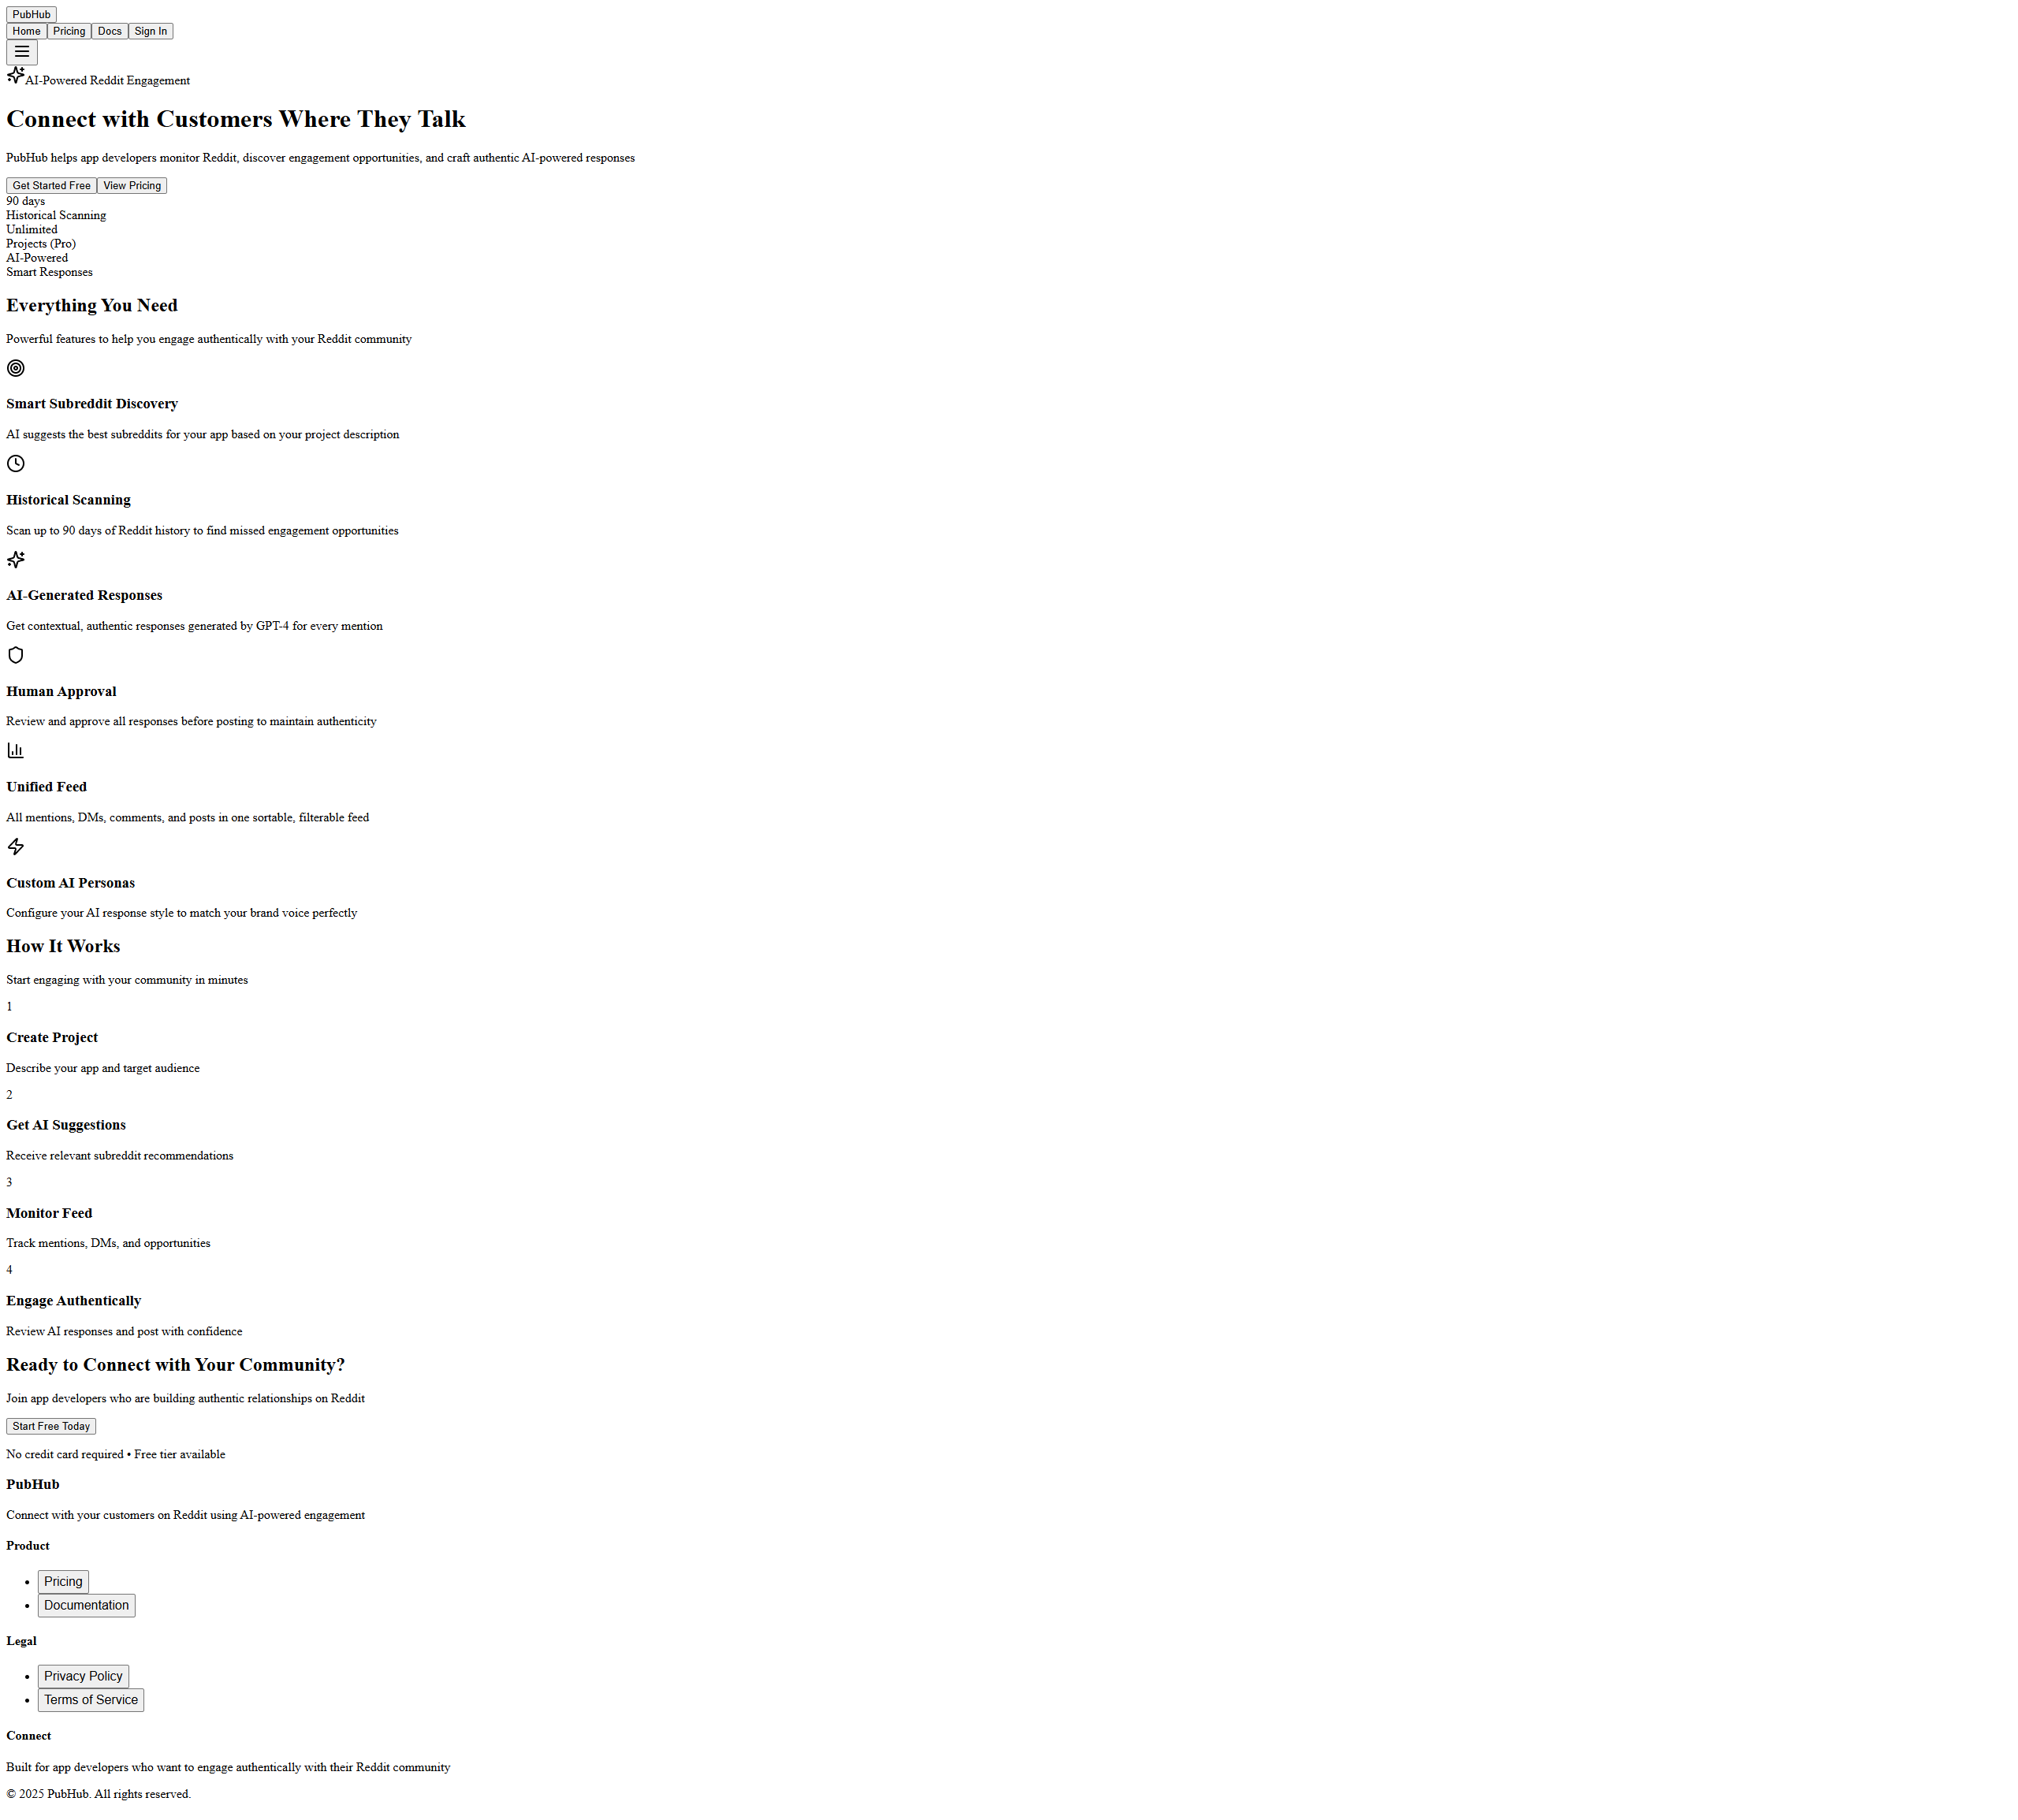 PubHub
Home Pricing Docs Sign In
AI-Powered Reddit Engagement
Connect with Customers Where They Talk
PubHub helps app developers monitor Reddit, discover engagement opportunities, and craft authentic AI-powered responses
Get Started Free View Pricing
90 days
Historical Scanning
Unlimited
Projects (Pro)
AI-Powered
Smart Responses
Everything You Need
Powerful features to help you engage authentically with your Reddit community
Smart Subreddit Discovery
AI suggests the best subreddits for your app based on your project description
Historical Scanning
Scan up to 90 days of Reddit history to find missed engagement opportunities
AI-Generated Responses
Get contextual, authentic responses generated by GPT-4 for every mention
Human Approval
Review and approve all responses before posting to maintain authenticity
Unified Feed
All mentions, DMs, comments, and posts in one sortable, filterable feed
Custom AI Personas
Configure your AI response style to match your brand voice perfectly
How It Works
Start engaging with your community in minutes
1
Create Project
Describe your app and target audience
2
Get AI Suggestions
Receive relevant subreddit recommendations
3
Monitor Feed
Track mentions, DMs, and opportunities
4
Engage Authentically
Review AI responses and post with confidence
Ready to Connect with Your Community?
Join app developers who are building authentic relationships on Reddit
Start Free Today
No credit card required • Free tier available
PubHub
Connect with your customers on Reddit using AI-powered engagement
Product
• Pricing
• Documentation
Legal
• Privacy Policy
• Terms of Service
Connect
Built for app developers who want to engage authentically with their Reddit community
© 2025 PubHub. All rights reserved.